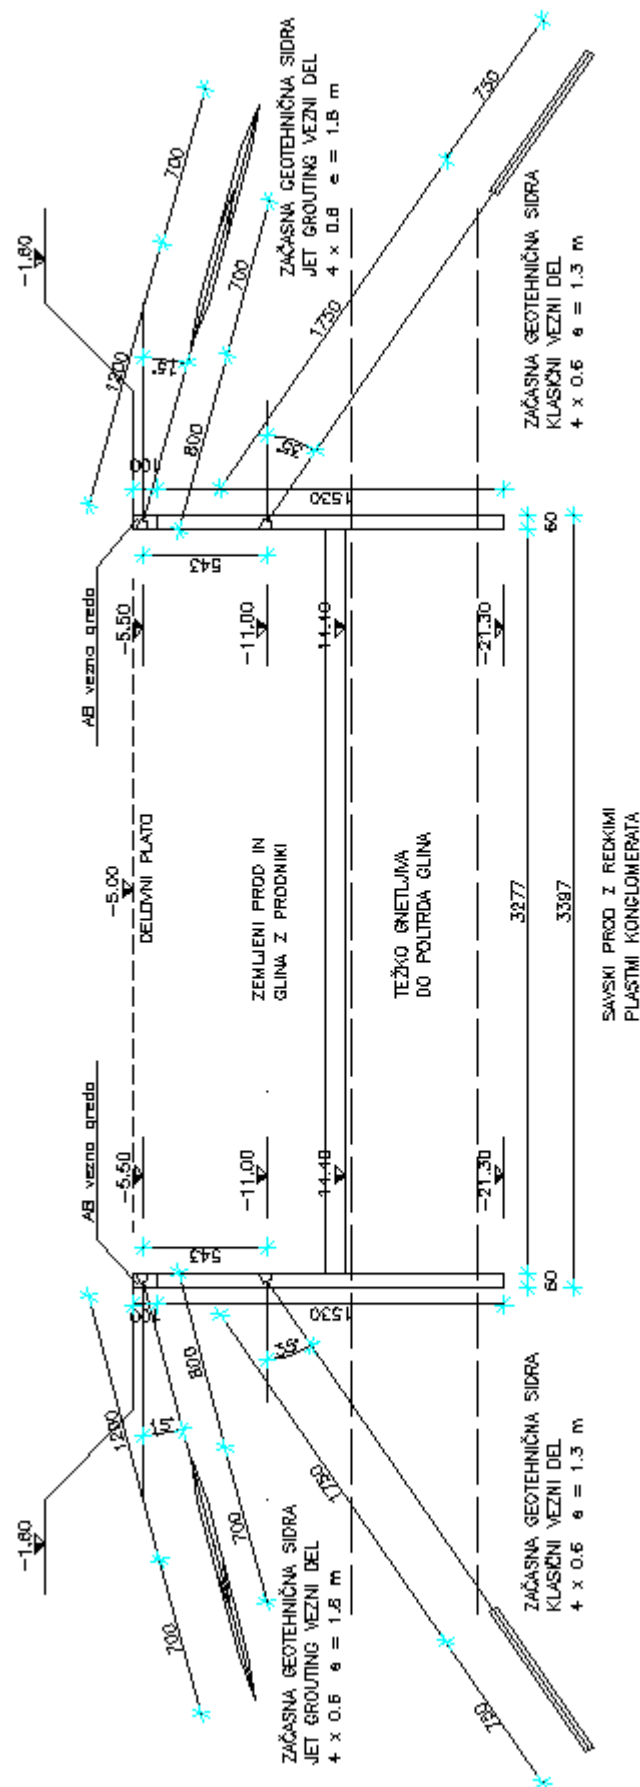 -1.80
-1.80
700
1200
100
15°
800
700
ZAČASNA GEOTEHNIČNA SIDRA
JET GROUTING VEZNI DEL
4 x 0.6 e = 1.6 m
AB vezna greda
-5.50
543
-11.00
14.40
-21.30
1530
35°
1750
750
ZAČASNA GEOTEHNIČNA SIDRA
KLASIČNI VEZNI DEL
4 x 0.6 e = 1.3 m
60
-5.00
DELOVNI PLATO
ZEMLJENI PROD IN
GLINA Z PRODNIKI
TEŽKO GNETLJIVA
DO POLTRDA GLINA
3277
3397
SAVSKI PROD Z REDKIMI
PLASTMI KONGLOMERATA
AB vezna greda
-5.50
543
-11.00
14.40
-21.30
1530
60
100
1200
700
15°
800
700
ZAČASNA GEOTEHNIČNA SIDRA
JET GROUTING VEZNI DEL
4 x 0.6 e = 1.6 m
35°
1750
750
ZAČASNA GEOTEHNIČNA SIDRA
KLASIČNI VEZNI DEL
4 x 0.6 e = 1.3 m